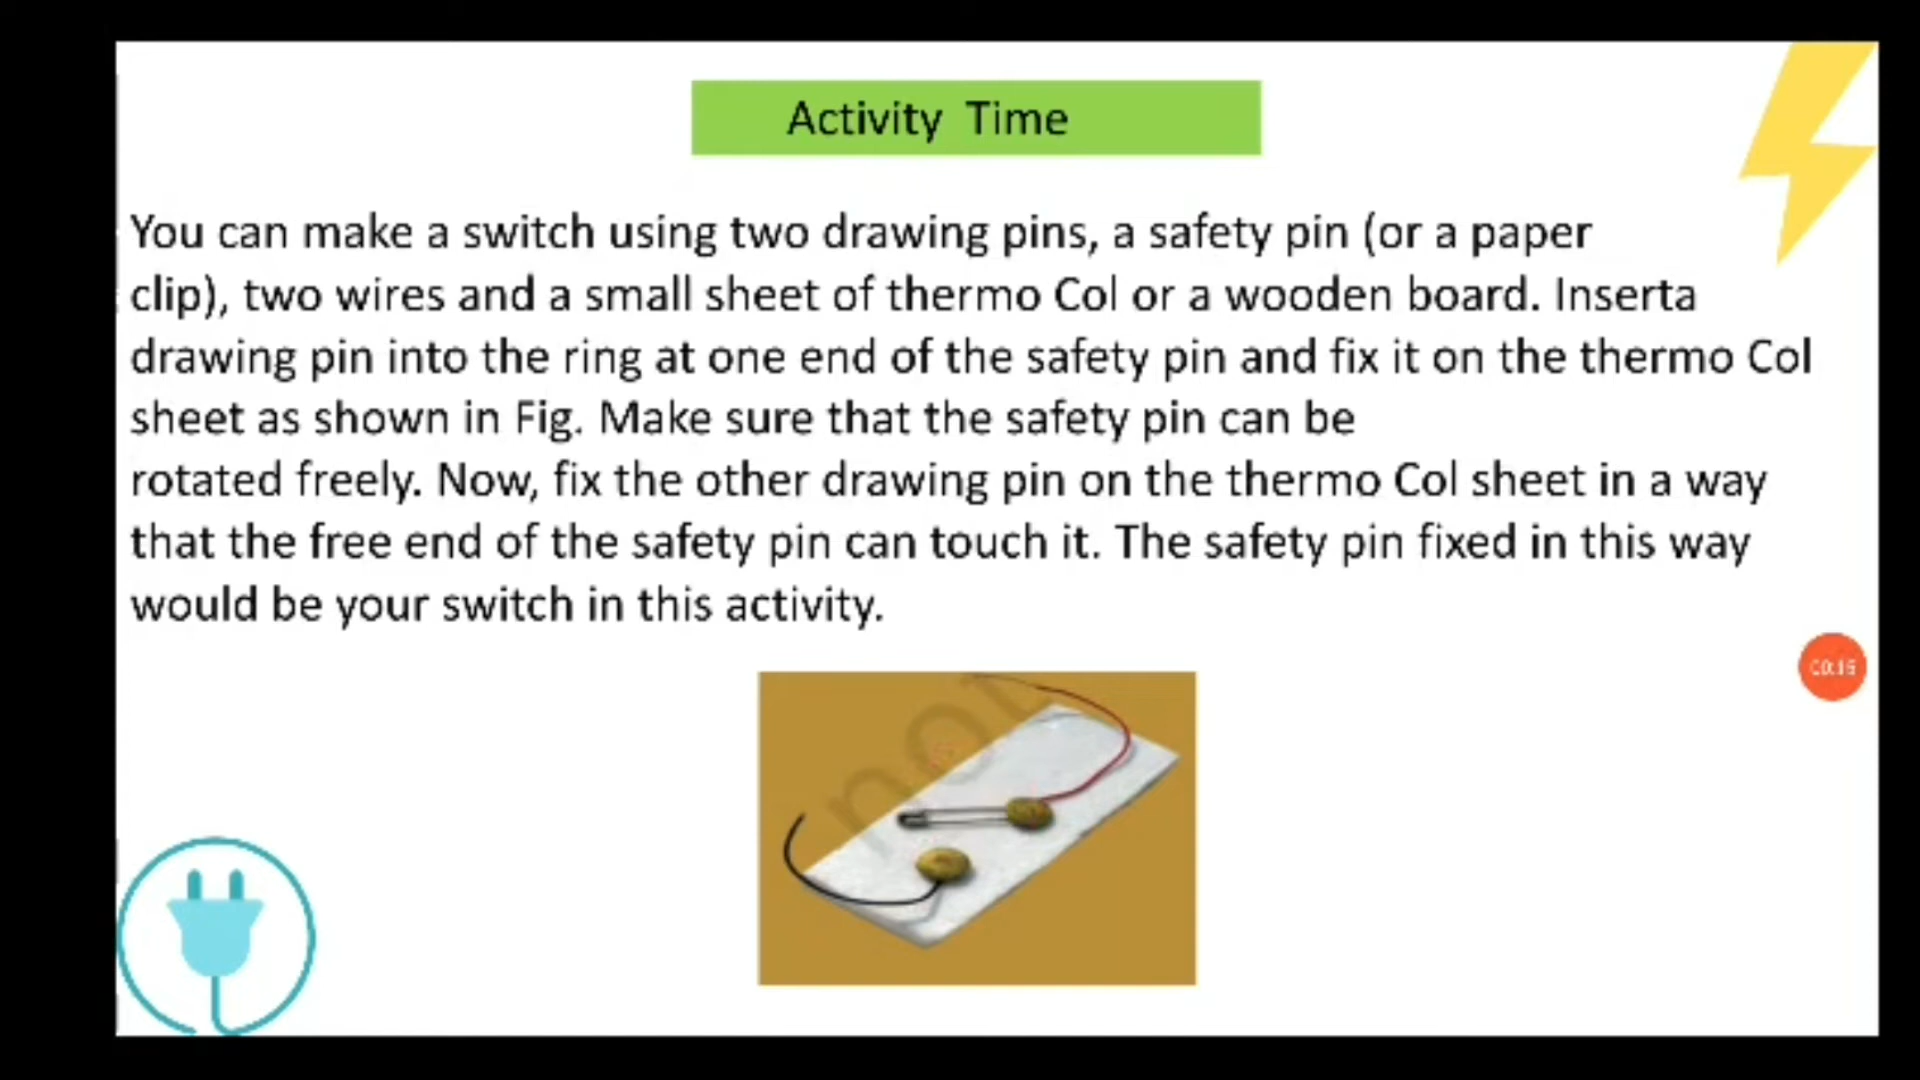 Activity Time
You can make a switch using two drawing pins, a safety pin (or a paper
clip), two wires and a small sheet of thermo Col or a wooden board. Inserta
drawing pin into the ring at one end of the safety pin and fix it on the thermo Col
sheet as shown in Fig. Make sure that the safety pin can be
rotated freely. Now, fix the other drawing pin on the thermo Col sheet in a way
that the free end of the safety pin can touch it. The safety pin fixed in this way
would be your switch in this activity.